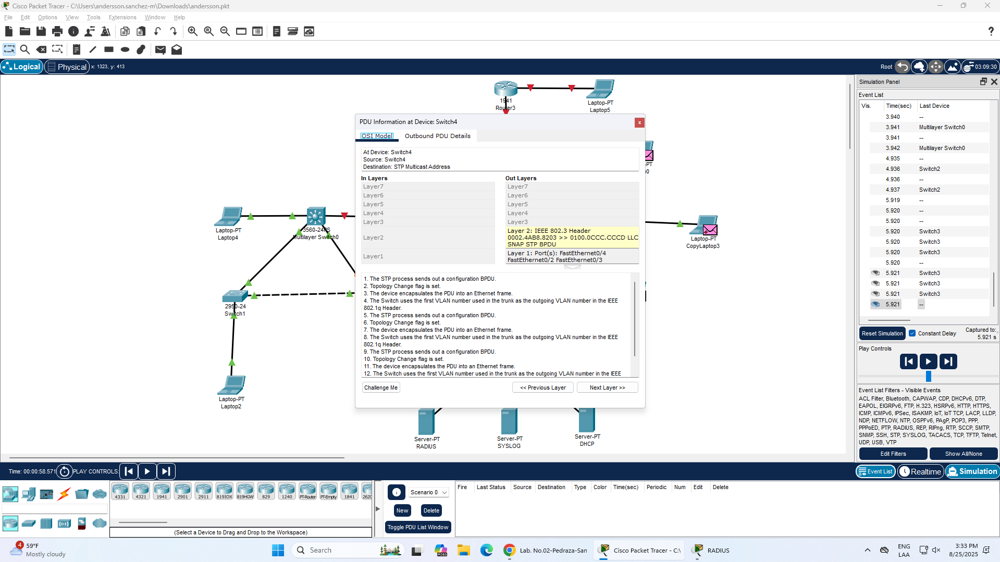 Cisco Packet Tracer - C:\Users\andersson.sanchez-m\Downloads\andersson.pkt
File Edit Options View Tools Extensions Window Help
Logical Physical x: 1323, y: 413
Root 03:09:30
1941
Router3
Laptop-PT
Laptop5
Laptop-PT
Laptop4
3560-24PS
Multilayer Switch0
2950-24
Switch1
Laptop-PT
Laptop2
-PT
Laptop-PT
CopyLaptop3
Server-PT
RADIUS
Server-PT
SYSLOG
Server-PT
DHCP
PDU Information at Device: Switch4
x
OSI Model Outbound PDU Details
At Device: Switch4
Source: Switch4
Destination: STP Multicast Address
In Layers
Layer7
Layer6
Layer5
Layer4
Layer3
Layer2
Layer1
Out Layers
Layer7
Layer6
Layer5
Layer4
Layer3
Layer 2: IEEE 802.3 Header
0002.4AB8.8203 >> 0100.0CCC.CCCD LLC
SNAP STP BPDU
Layer 1: Port(s): FastEthernet0/4
FastEthernet0/2 FastEthernet0/3
1. The STP process sends out a configuration BPDU.
2. Topology Change flag is set.
3. The device encapsulates the PDU into an Ethernet frame.
4. The Switch uses the first VLAN number used in the trunk as the outgoing VLAN number in the IEEE
802.1q Header.
5. The STP process sends out a configuration BPDU.
6. Topology Change flag is set.
7. The device encapsulates the PDU into an Ethernet frame.
8. The Switch uses the first VLAN number used in the trunk as the outgoing VLAN number in the IEEE
802.1q Header.
9. The STP process sends out a configuration BPDU.
10. Topology Change flag is set.
11. The device encapsulates the PDU into an Ethernet frame.
12. The Switch uses the first VLAN number used in the trunk as the outgoing VLAN number in the IEEE
Challenge Me << Previous Layer Next Layer >>
Simulation Panel
Event List
Vis. Time(sec) Last Device
3.940 --
3.941 Multilayer Switch0
3.941 --
3.942 Multilayer Switch0
4.935 --
4.936 Switch2
4.936 --
4.937 Switch2
5.919 --
5.920 --
5.920 --
5.920 Switch3
5.920 Switch3
5.920 Switch3
5.920 --
5.921 Switch3
5.921 Switch3
5.921 Switch3
5.921 --
Reset Simulation Constant Delay Captured to:
5.921 s
Play Controls
Event List Filters - Visible Events
ACL Filter, Bluetooth, CAPWAP, CDP, DHCPv6, DTP,
EAPOL, EIGRPv6, FTP, H.323, HSRPv6, HTTP, HTTPS,
ICMP, ICMPv6, IPSec, ISAKMP, IoT, IoT TCP, LACP, LLDP,
NDP, NETFLOW, NTP, OSPFv6, PAgP, POP3, PPP,
PPPoED, PTP, RADIUS, REP, RIPng, RTP, SCCP, SMTP,
SNMP, SSH, STP, SYSLOG, TACACS, TCP, TFTP, Telnet,
UDP, USB, VTP
Edit Filters Show All/None
Time: 00:00:58.571 PLAY CONTROLS:
Event List Realtime Simulation
4331 4321 1941 2901 2911 819IOX 819HGW 829 1240 PT-Router PT-Empty 1841 2620
(Select a Device to Drag and Drop to the Workspace)
Scenario 0
New Delete
Toggle PDU List Window
Fire Last Status Source Destination Type Color Time(sec) Periodic Num Edit Delete
4
59°F
Mostly cloudy
Search
M365
Lab. No.02-Pedraza-San
Cisco Packet Tracer - C:\
RADIUS
ENG
LAA
3:33 PM
8/25/2025